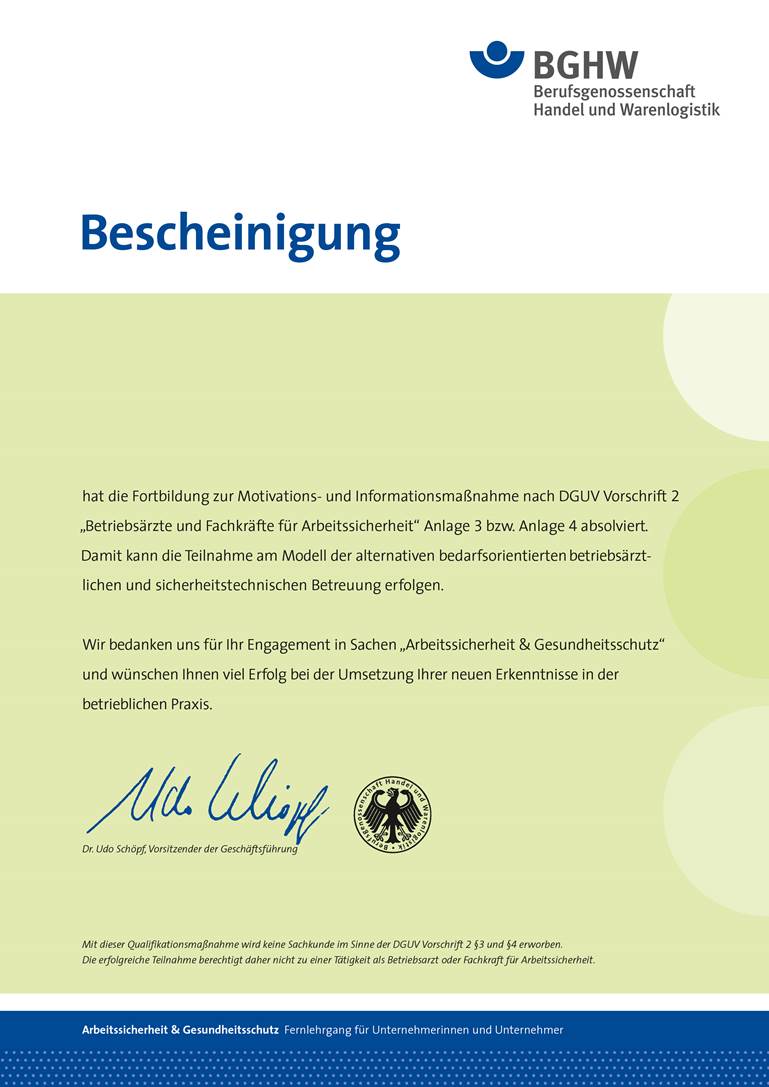 BGHW
Berufsgenossenschaft
Handel und Warenlogistik
Bescheinigung
hat die Fortbildung zur Motivations- und Informationsmaßnahme nach DGUV Vorschrift 2
„Betriebsärzte und Fachkräfte für Arbeitssicherheit“ Anlage 3 bzw. Anlage 4 absolviert.
Damit kann die Teilnahme am Modell der alternativen bedarfsorientierten betriebsärzt-
lichen und sicherheitstechnischen Betreuung erfolgen.
Wir bedanken uns für Ihr Engagement in Sachen „Arbeitssicherheit & Gesundheitsschutz“
und wünschen Ihnen viel Erfolg bei der Umsetzung Ihrer neuen Erkenntnisse in der
betrieblichen Praxis.
Udo Schöpf
Berufsgenossenschaft Handel und Warenlogistik •
Dr. Udo Schöpf, Vorsitzender der Geschäftsführung
Mit dieser Qualifikationsmaßnahme wird keine Sachkunde im Sinne der DGUV Vorschrift 2 §3 und §4 erworben.
Die erfolgreiche Teilnahme berechtigt daher nicht zu einer Tätigkeit als Betriebsarzt oder Fachkraft für Arbeitssicherheit.
Arbeitssicherheit & Gesundheitsschutz Fernlehrgang für Unternehmerinnen und Unternehmer